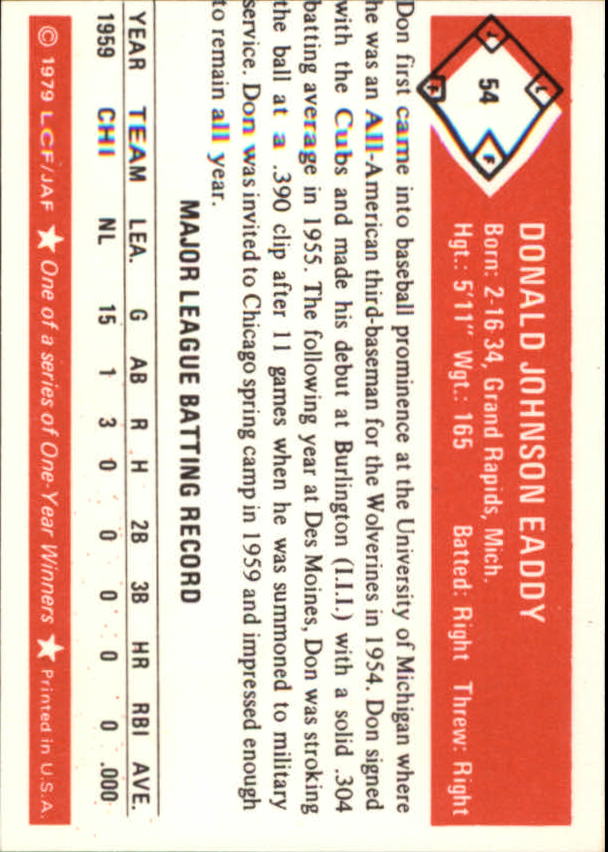 54
DONALD JOHNSON EADDY
Born: 2-16-34, Grand Rapids, Mich.
Hgt.: 5'11" Wgt.: 165 Batted: Right Threw: Right
Don first came into baseball prominence at the University of Michigan where
he was an All-American third-baseman for the Wolverines in 1954. Don signed
with the Cubs and made his debut at Burlington (I.I.I.) with a solid .304
batting average in 1955. The following year at Des Moines, Don was stroking
the ball at a .390 clip after 11 games when he was summoned to military
service. Don was invited to Chicago spring camp in 1959 and impressed enough
to remain all year.
MAJOR LEAGUE BATTING RECORD
YEAR TEAM LEA. G AB R H 2B 3B HR RBI AVE.
1959 CHI NL 15 1 3 0 0 0 0 0 .000
© 1979 LCF/JAF ★ One of a series of One-Year Winners ★ Printed in U.S.A.